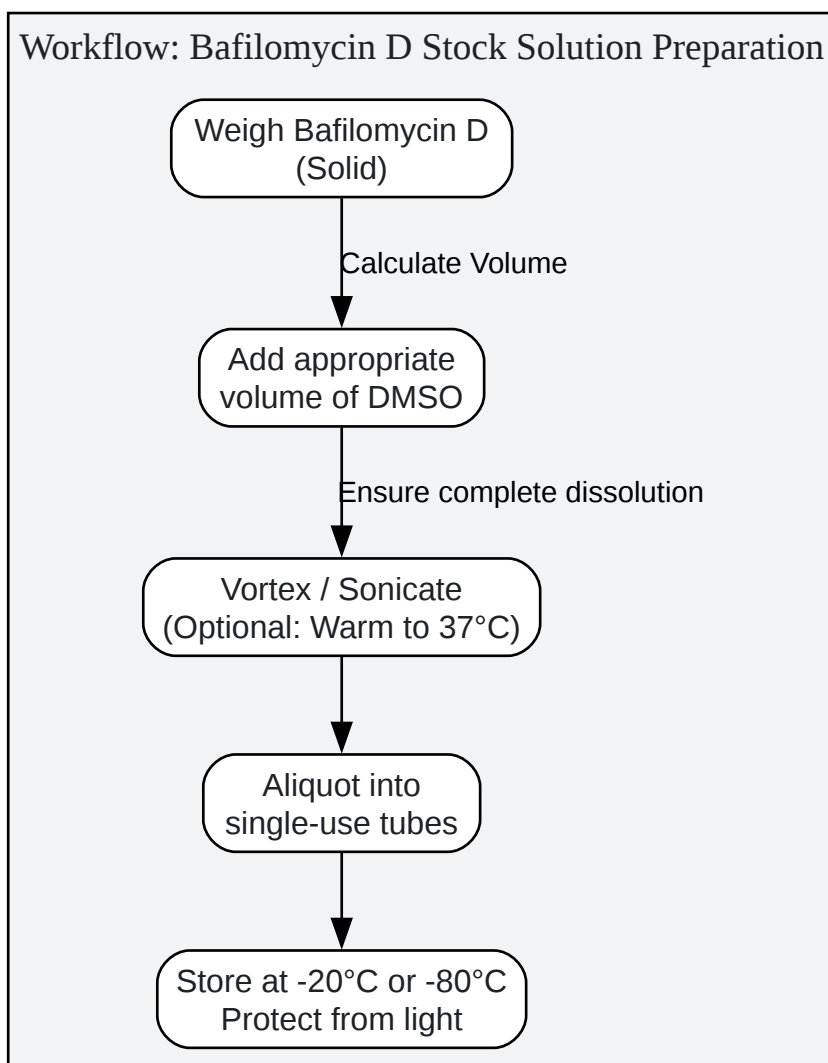 Workflow: Bafilomycin D Stock Solution Preparation
Weigh Bafilomycin D
(Solid)
Calculate Volume
Add appropriate
volume of DMSO
Ensure complete dissolution
Vortex / Sonicate
(Optional: Warm to 37°C)
Aliquot into
single-use tubes
Store at -20°C or -80°C
Protect from light